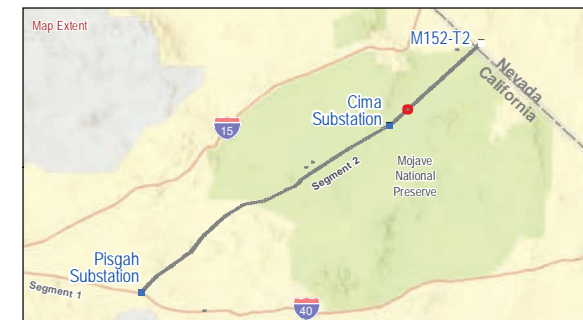 Map Extent
M152-T2
Nevada
California
Cima
Substation
15
Mojave
National
Preserve
Segment 2
Pisgah
Substation
Segment 1
40